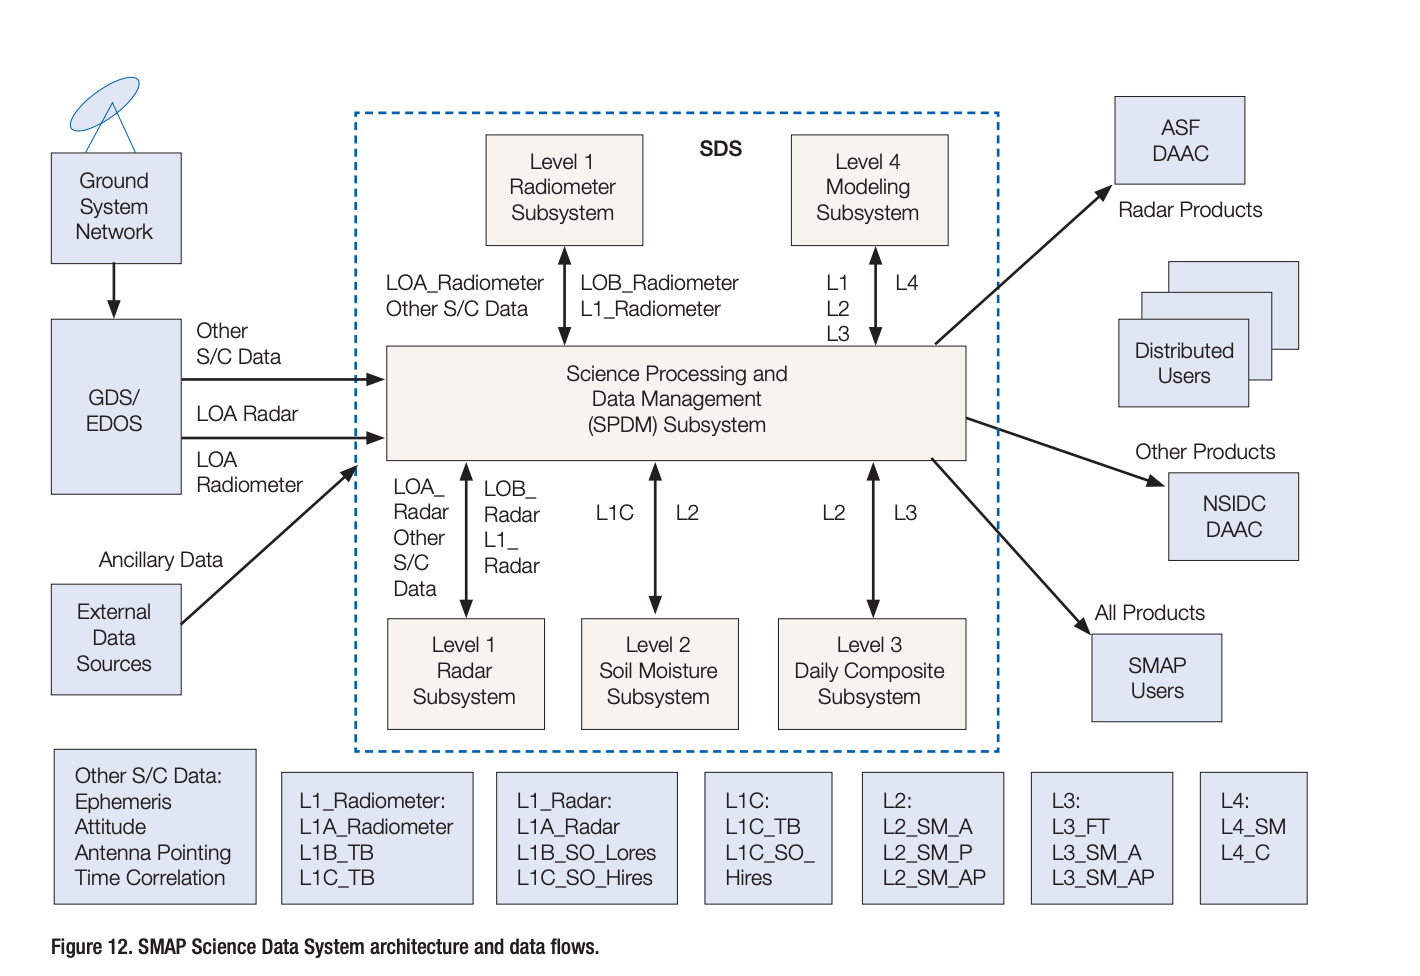 Ground
System
Network
GDS/
EDOS
External
Data
Sources
Other
S/C Data
LOA Radar
LOA
Radiometer
Ancillary Data
SDS
Level 1
Radiometer
Subsystem
Level 4
Modeling
Subsystem
LOA_Radiometer
Other S/C Data
LOB_Radiometer
L1_Radiometer
L1
L2
L3
L4
Science Processing and
Data Management
(SPDM) Subsystem
LOA_
Radar
Other
S/C
Data
LOB_
Radar
L1_
Radar
L1C
L2
L2
L3
Level 1
Radar
Subsystem
Level 2
Soil Moisture
Subsystem
Level 3
Daily Composite
Subsystem
ASF
DAAC
Radar Products
Distributed
Users
Other Products
NSIDC
DAAC
All Products
SMAP
Users
Other S/C Data:
Ephemeris
Attitude
Antenna Pointing
Time Correlation
L1_Radiometer:
L1A_Radiometer
L1B_TB
L1C_TB
L1_Radar:
L1A_Radar
L1B_SO_Lores
L1C_SO_Hires
L1C:
L1C_TB
L1C_SO_
Hires
L2:
L2_SM_A
L2_SM_P
L2_SM_AP
L3:
L3_FT
L3_SM_A
L3_SM_AP
L4:
L4_SM
L4_C
Figure 12. SMAP Science Data System architecture and data flows.